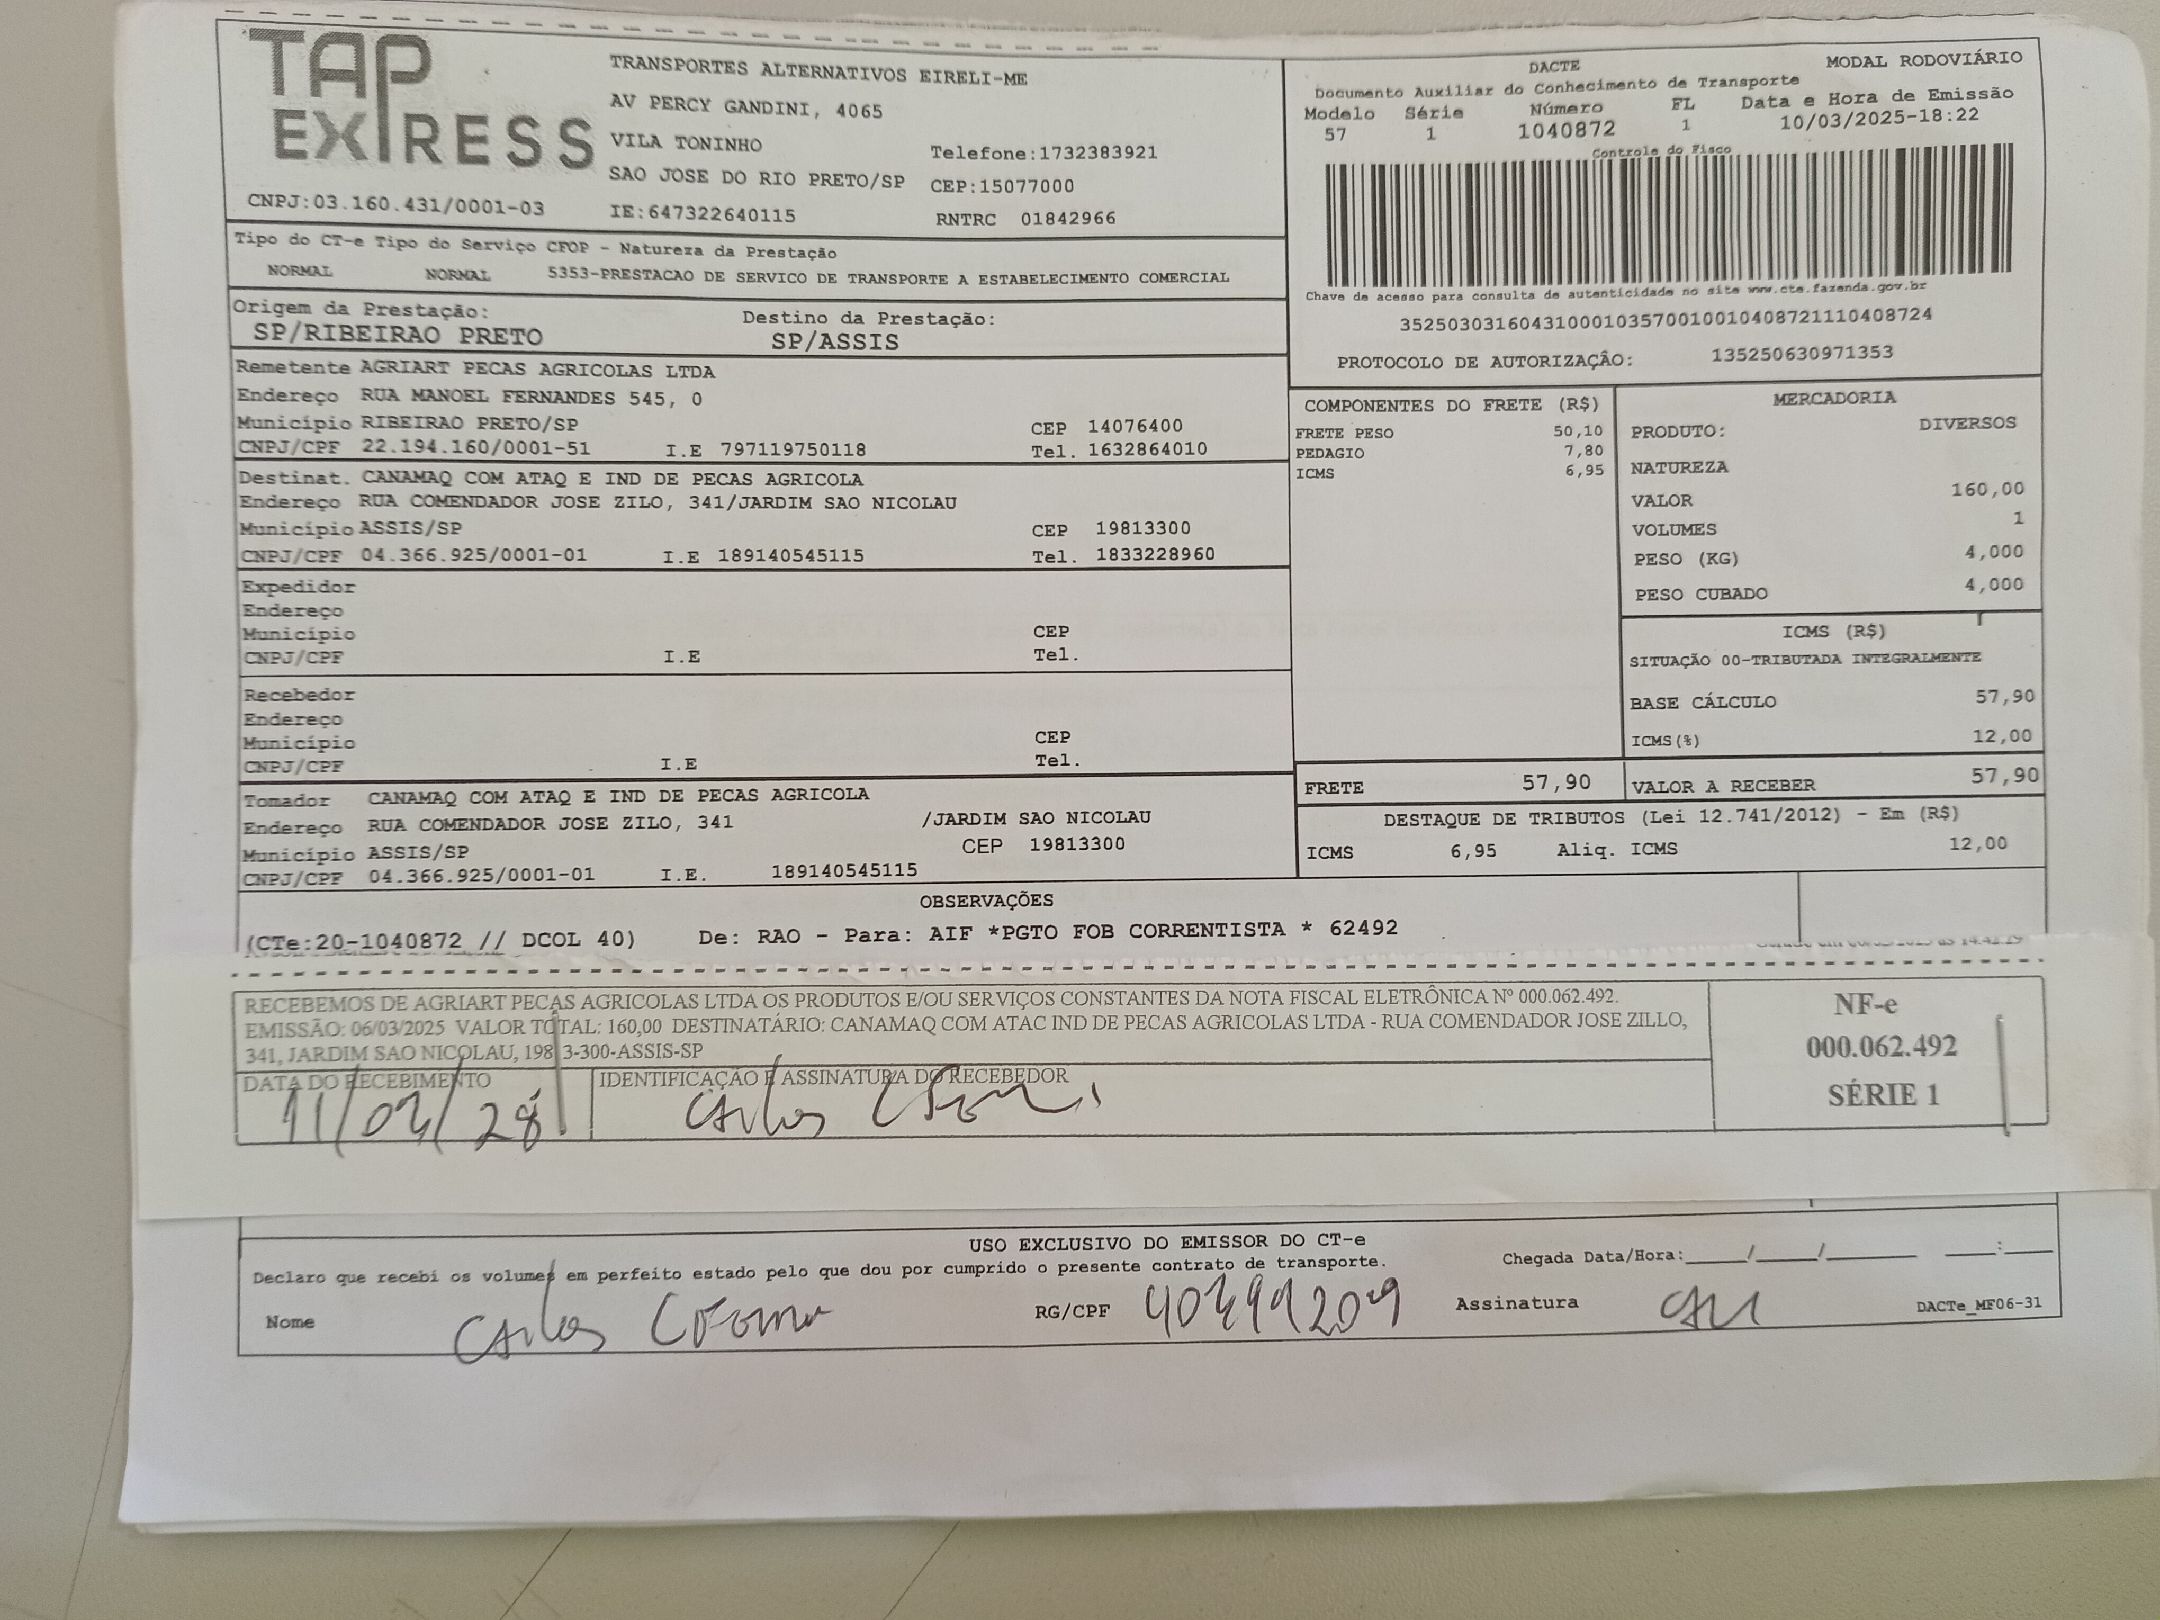 TAP EXPRESS
TRANSPORTES ALTERNATIVOS EIRELI-ME
AV PERCY GANDINI, 4065
VILA TONINHO
Telefone:1732383921
SAO JOSE DO RIO PRETO/SP CEP:15077000
CNPJ:03.160.431/0001-03 IE:647322640115 RNTRC 01842966
DACTE MODAL RODOVIÁRIO
Documento Auxiliar do Conhecimento de Transporte
Modelo Série Número FL Data e Hora de Emissão
57 1 1040872 1 10/03/2025-18:22
Controle do Fisco
Chave de acesso para consulta de autenticidade no site www.cte.fazenda.gov.br
35250303160431000103570010010408721110408724
PROTOCOLO DE AUTORIZAÇÂO: 135250630971353
Tipo do CT-e Tipo do Serviço CFOP - Natureza da Prestação
NORMAL NORMAL 5353-PRESTACAO DE SERVICO DE TRANSPORTE A ESTABELECIMENTO COMERCIAL
Origem da Prestação: Destino da Prestação:
SP/RIBEIRAO PRETO SP/ASSIS
Remetente AGRIART PECAS AGRICOLAS LTDA
Endereço RUA MANOEL FERNANDES 545, 0
Município RIBEIRAO PRETO/SP CEP 14076400
CNPJ/CPF 22.194.160/0001-51 I.E 797119750118 Tel. 1632864010
Destinat. CANAMAQ COM ATAQ E IND DE PECAS AGRICOLA
Endereço RUA COMENDADOR JOSE ZILO, 341/JARDIM SAO NICOLAU
Município ASSIS/SP CEP 19813300
CNPJ/CPF 04.366.925/0001-01 I.E 189140545115 Tel. 1833228960
Expedidor
Endereço
Município CEP
CNPJ/CPF I.E Tel.
Recebedor
Endereço
Município CEP
CNPJ/CPF I.E Tel.
Tomador CANAMAQ COM ATAQ E IND DE PECAS AGRICOLA
Endereço RUA COMENDADOR JOSE ZILO, 341 /JARDIM SAO NICOLAU
Município ASSIS/SP CEP 19813300
CNPJ/CPF 04.366.925/0001-01 I.E. 189140545115
COMPONENTES DO FRETE (R$)
FRETE PESO 50,10
PEDAGIO 7,80
ICMS 6,95
MERCADORIA
PRODUTO: DIVERSOS
NATUREZA
VALOR 160,00
VOLUMES 1
PESO (KG) 4,000
PESO CUBADO 4,000
ICMS (R$)
SITUAÇÃO 00-TRIBUTADA INTEGRALMENTE
BASE CÁLCULO 57,90
ICMS(%) 12,00
FRETE 57,90 VALOR A RECEBER 57,90
DESTAQUE DE TRIBUTOS (Lei 12.741/2012) - Em (R$)
ICMS 6,95 Aliq. ICMS 12,00
OBSERVAÇÕES
(CTe:20-1040872 // DCOL 40) De: RAO - Para: AIF *PGTO FOB CORRENTISTA * 62492
RECEBEMOS DE AGRIART PEÇAS AGRICOLAS LTDA OS PRODUTOS E/OU SERVIÇOS CONSTANTES DA NOTA FISCAL ELETRÔNICA Nº 000.062.492.
EMISSÃO: 06/03/2025 VALOR TOTAL: 160,00 DESTINATÁRIO: CANAMAQ COM ATAC IND DE PECAS AGRICOLAS LTDA - RUA COMENDADOR JOSE ZILLO,
341, JARDIM SAO NICOLAU, 19813-300-ASSIS-SP
DATA DO RECEBIMENTO IDENTIFICAÇÃO E ASSINATURA DO RECEBEDOR
Carlos
NF-e
000.062.492
SÉRIE 1
USO EXCLUSIVO DO EMISSOR DO CT-e
Declaro que recebi os volumes em perfeito estado pelo que dou por cumprido o presente contrato de transporte.
Chegada Data/Hora:____/____/______ ___:___
Nome Carlos RG/CPF Assinatura DACTe_MF06-31